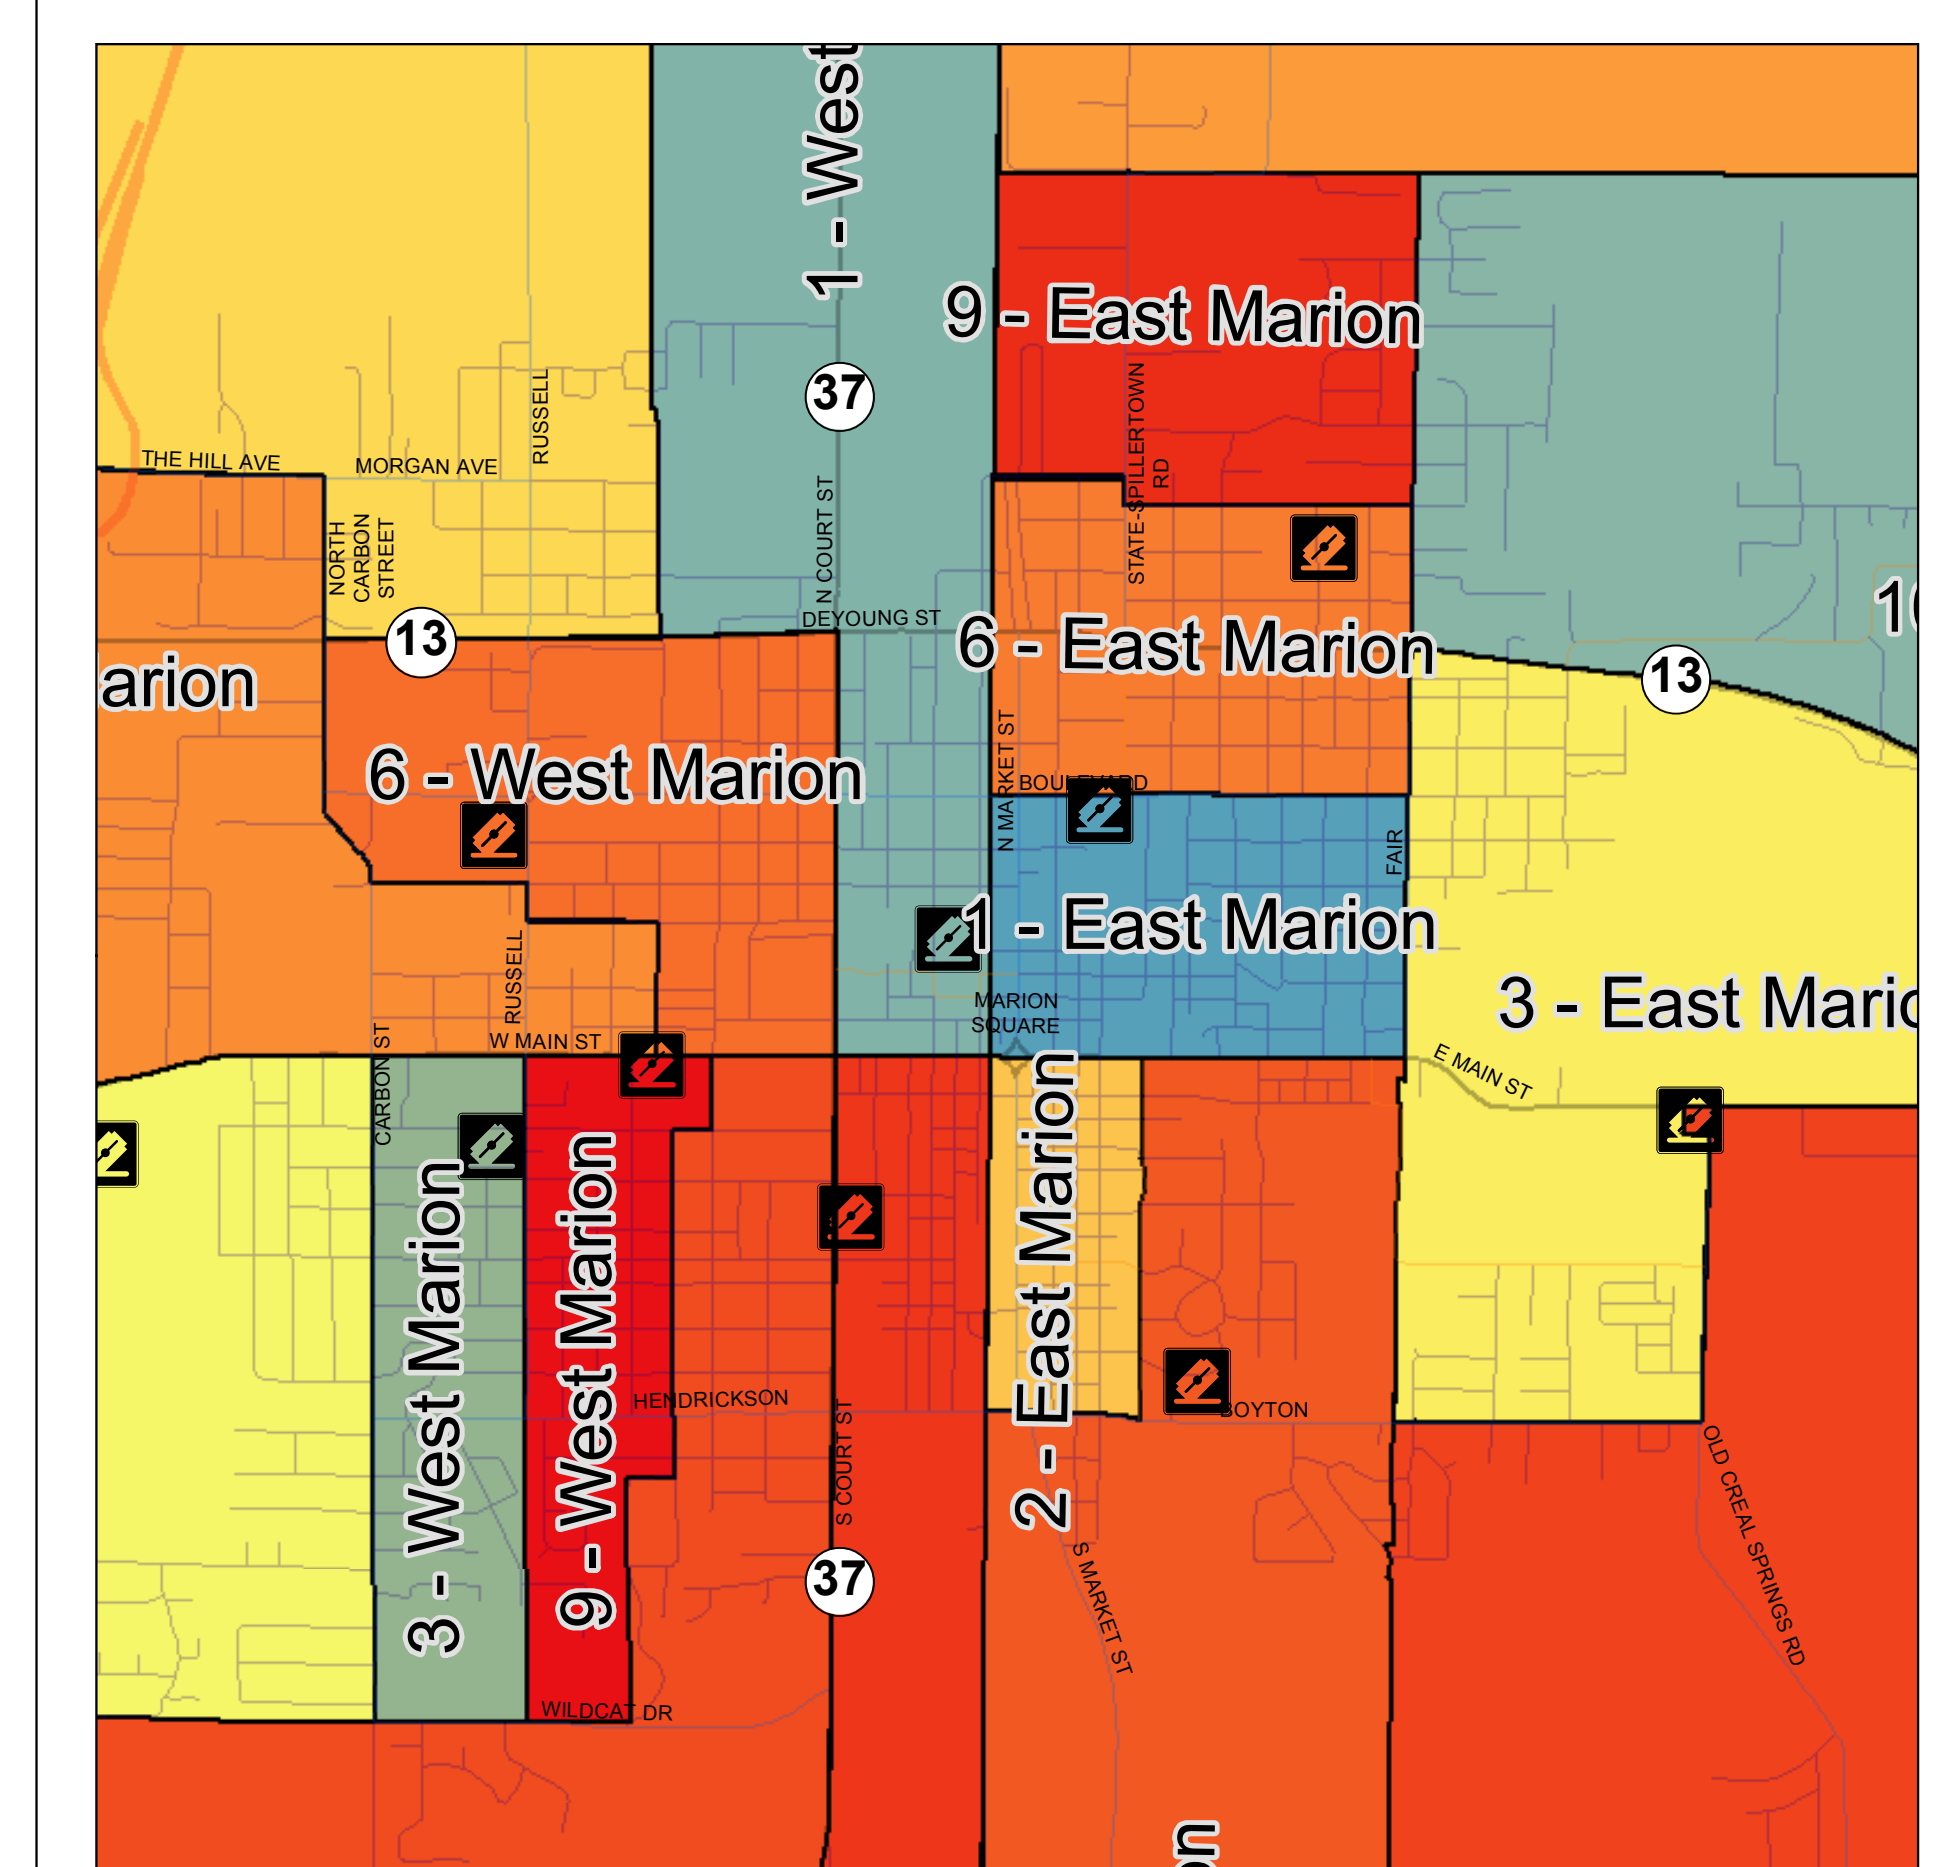 1 - West
9 - East Marion
37
RUSSELL
THE HILL AVE
MORGAN AVE
STATE-SPILLERTOWN
RD
N COURT ST
NORTH
CARBON
STREET
DEYOUNG ST
13
6 - East Marion
13
arion
6 - West Marion
N MARKET ST
BOULEVARD
FAIR
1 - East Marion
RUSSELL
MARION
SQUARE
3 - East Mario
W MAIN ST
E MAIN ST
CARBON ST
3 - West Marion
9 - West Marion
2 - East Marion
HENDRICKSON
S COURT ST
BOYTON
OLD CREAL SPRINGS RD
37
S MARKET ST
WILDCAT DR
on